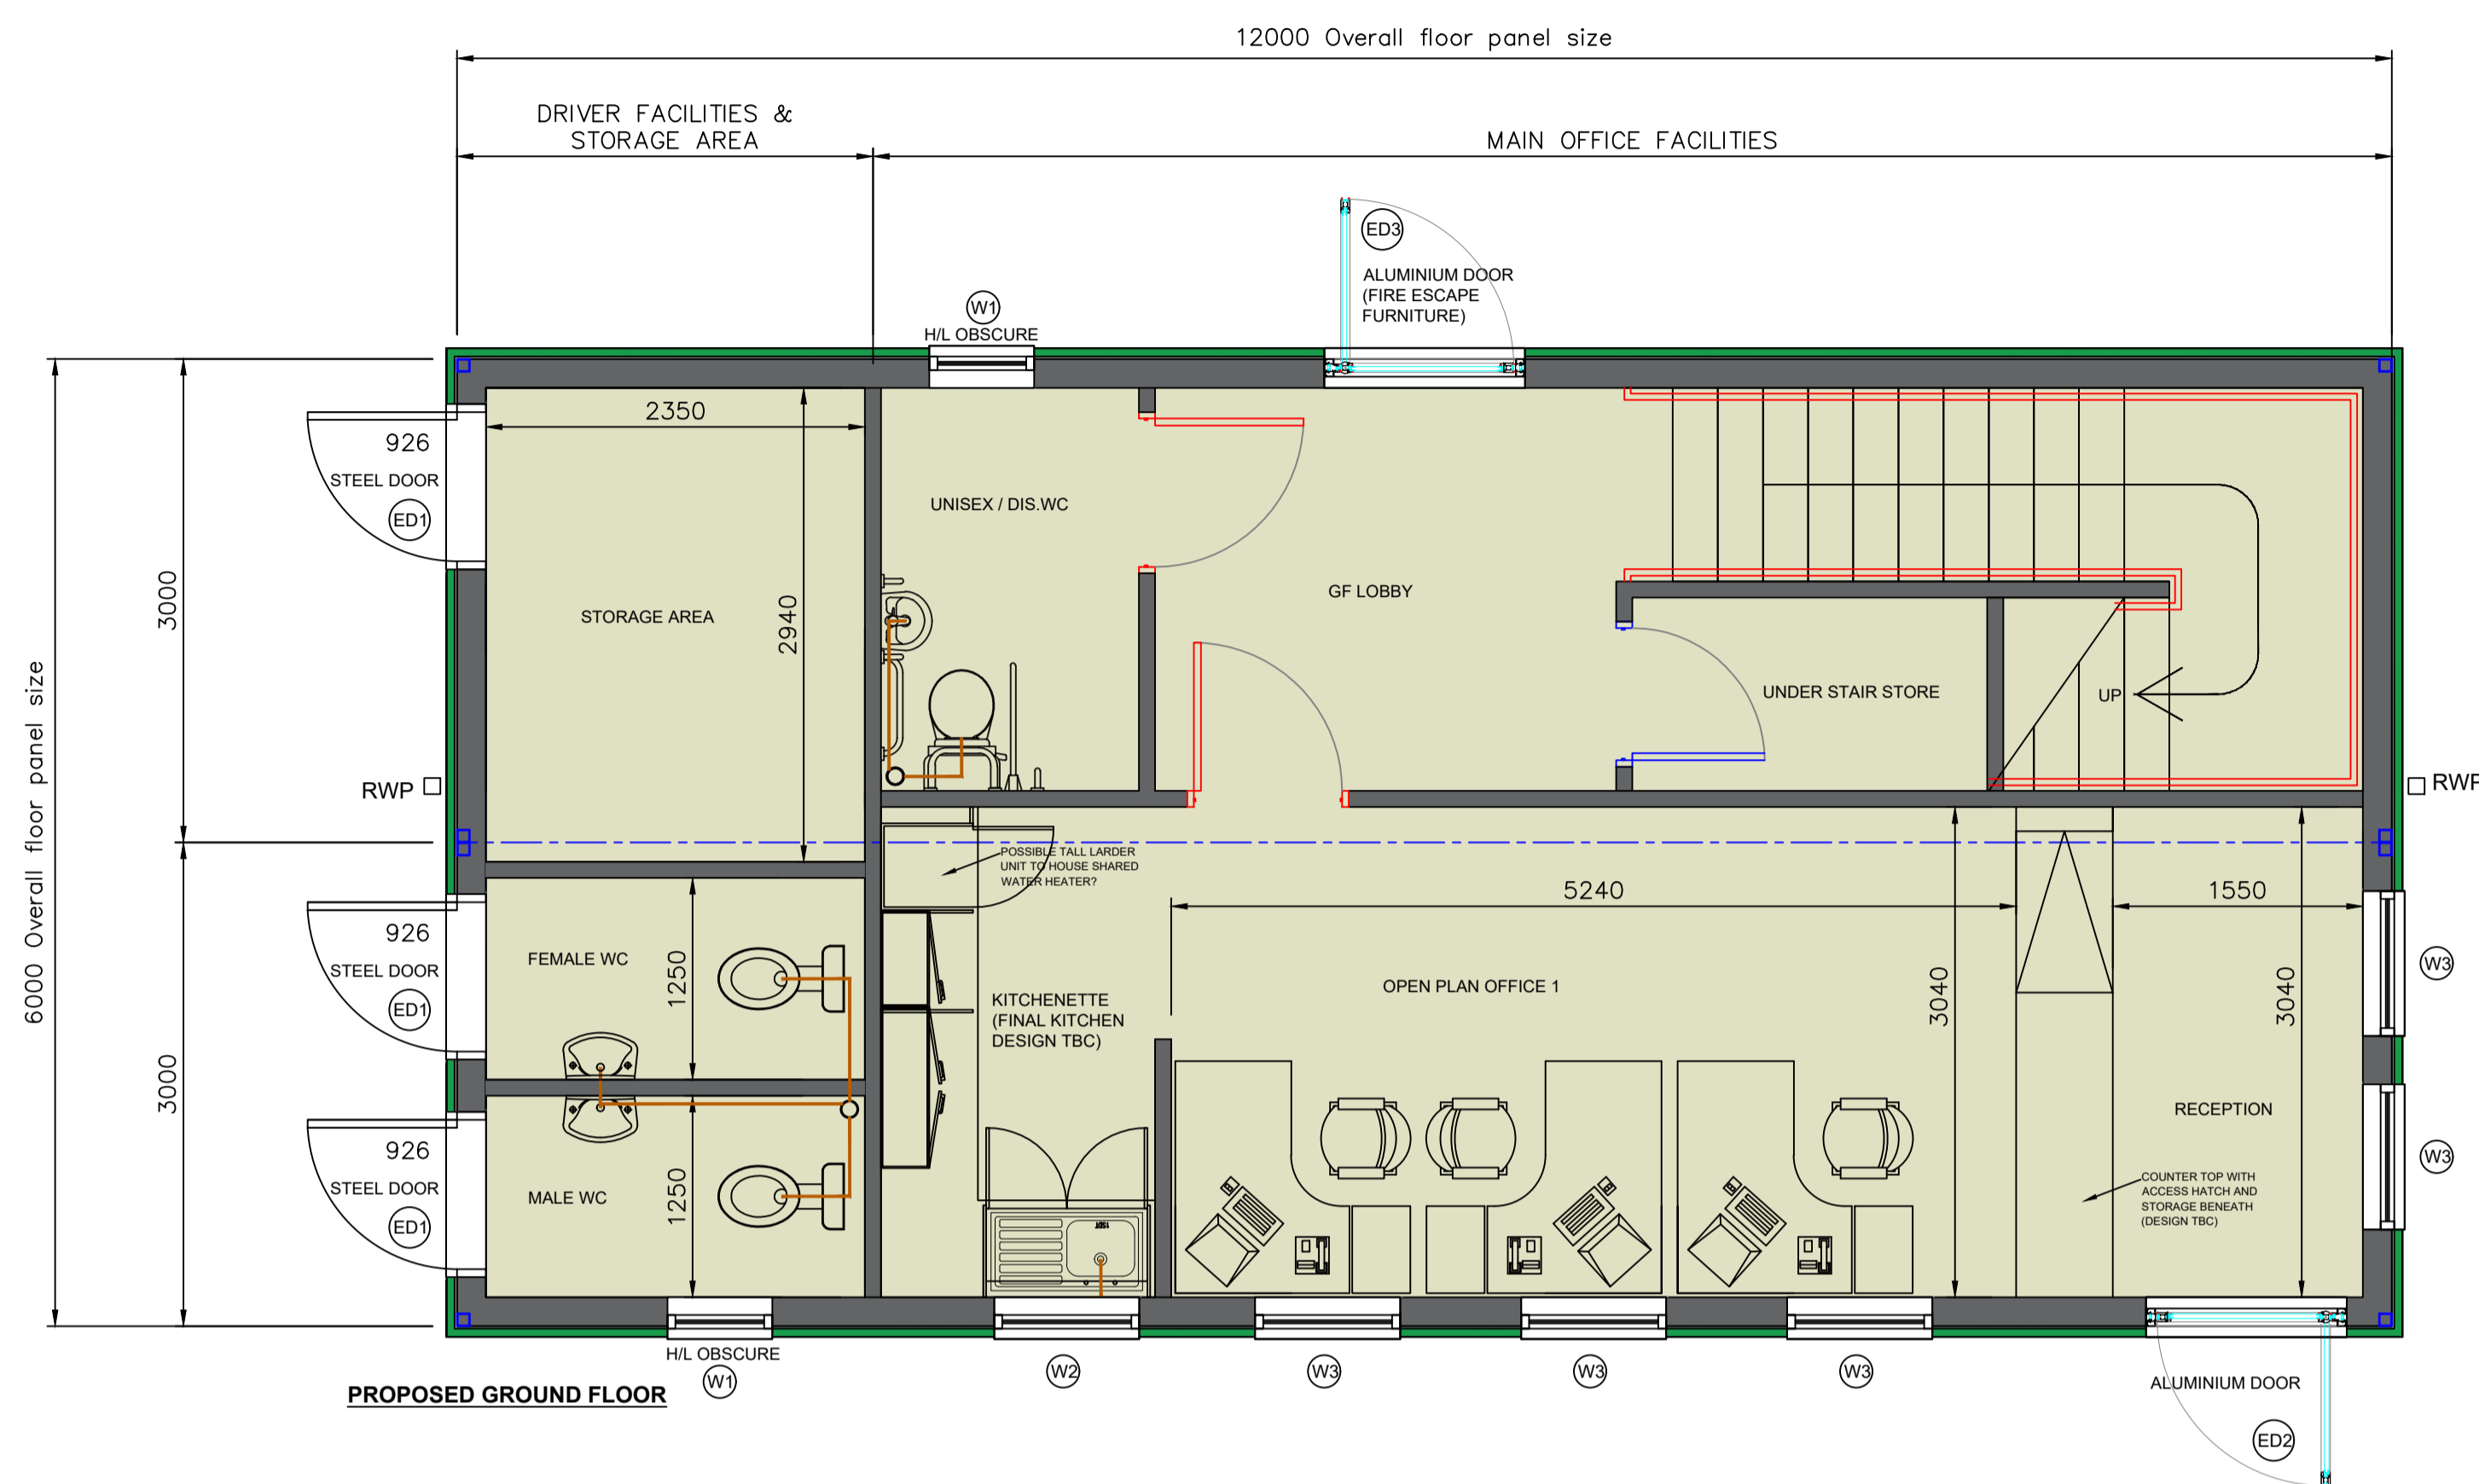 12000 Overall floor panel size
DRIVER FACILITIES &
STORAGE AREA
MAIN OFFICE FACILITIES
ED3
ALUMINIUM DOOR
(FIRE ESCAPE
FURNITURE)
W1
H/L OBSCURE
2350
926
STEEL DOOR
ED1
UNISEX / DIS.WC
3000
STORAGE AREA
2940
GF LOBBY
UNDER STAIR STORE
UP
6000 Overall floor panel size
RWP
RWP
POSSIBLE TALL LARDER
UNIT TO HOUSE SHARED
WATER HEATER?
5240
1550
926
STEEL DOOR
ED1
FEMALE WC
1250
KITCHENETTE
(FINAL KITCHEN
DESIGN TBC)
OPEN PLAN OFFICE 1
3040
3040
W3
3000
926
STEEL DOOR
ED1
MALE WC
1250
RECEPTION
W3
COUNTER TOP WITH
ACCESS HATCH AND
STORAGE BENEATH
(DESIGN TBC)
H/L OBSCURE
W1
W2
W3
W3
W3
ALUMINIUM DOOR
ED2
PROPOSED GROUND FLOOR